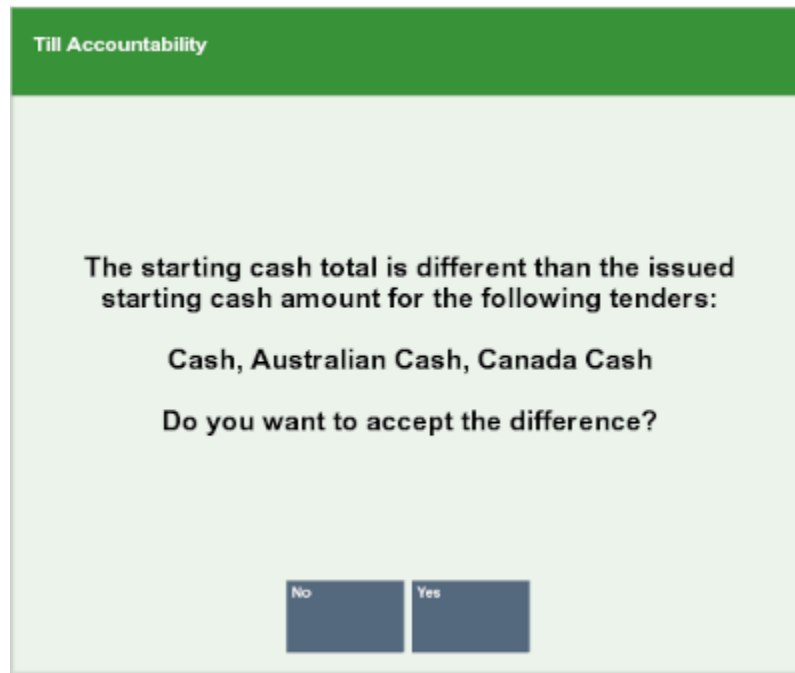 Till Accountability
The starting cash total is different than the issued
starting cash amount for the following tenders:
Cash, Australian Cash, Canada Cash
Do you want to accept the difference?
No
Yes